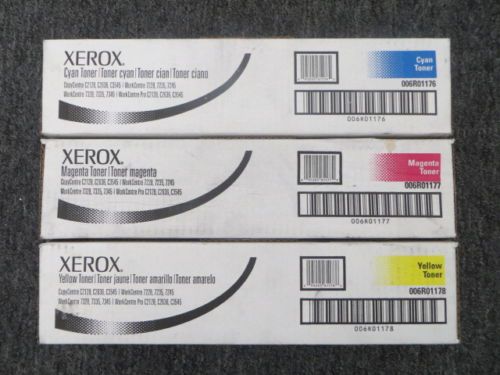 XEROX
Cyan Toner | Toner cyan | Toner cian | Toner ciano
CopyCentre C2128, C2636, C3545 | WorkCentre 7228, 7235, 7245
WorkCentre 7328, 7335, 7345 | WorkCentre Pro C2128, C2636, C3545
Cyan
Toner
006R01176
006R01176
XEROX
Magenta Toner | Toner magenta
CopyCentre C2128, C2636, C3545 | WorkCentre 7228, 7235, 7245
WorkCentre 7328, 7335, 7345 | WorkCentre Pro C2128, C2636, C3545
Magenta
Toner
006R01177
006R01177
XEROX
Yellow Toner | Toner jaune | Toner amarillo | Toner amarelo
CopyCentre C2128, C2636, C3545 | WorkCentre 7228, 7235, 7245
WorkCentre 7328, 7335, 7345 | WorkCentre Pro C2128, C2636, C3545
Yellow
Toner
006R01178
006R01178